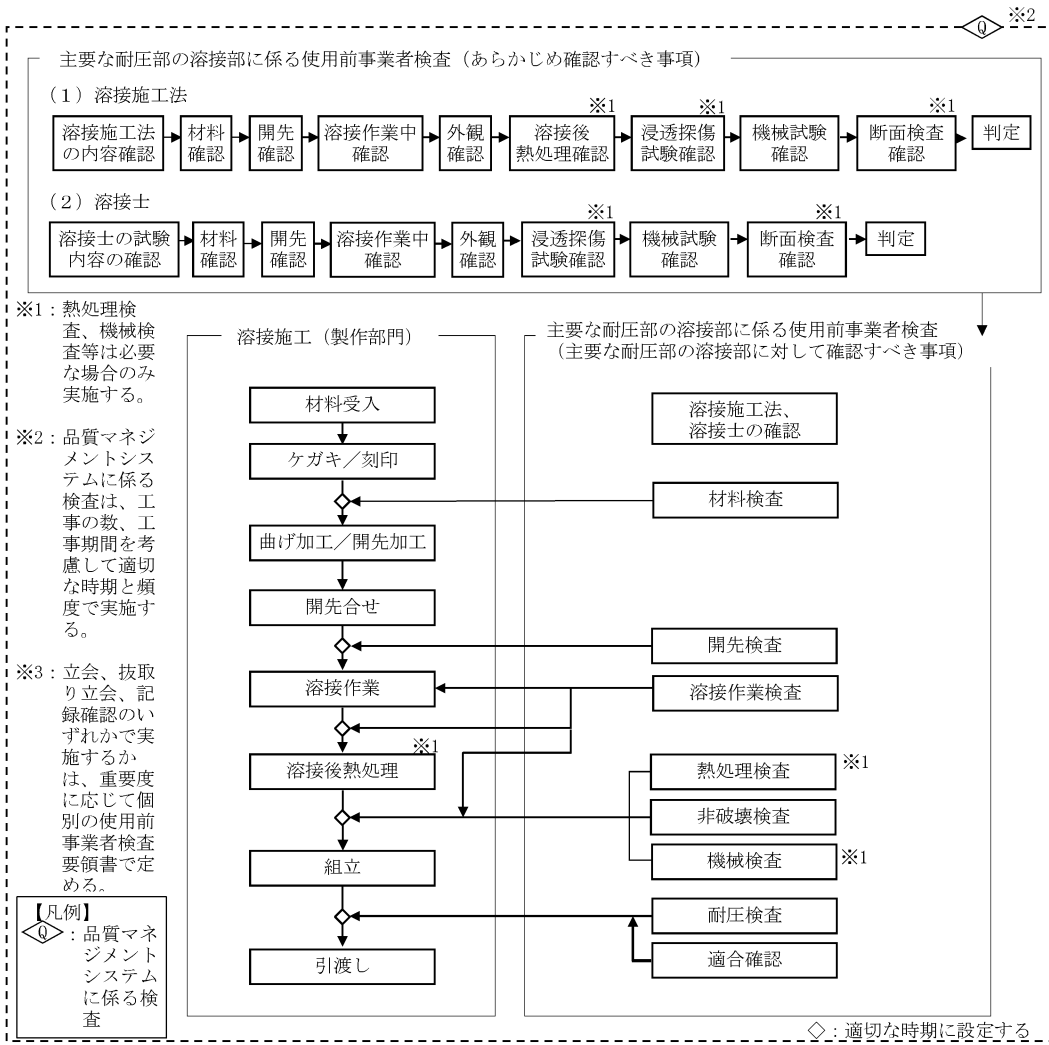 Q ※2
主要な耐圧部の溶接部に係る使用前事業者検査(あらかじめ確認すべき事項)
(1)溶接施工法
※1 ※1 ※1
溶接施工法
の内容確認
材料
確認
開先
確認
溶接作業中
確認
外観
確認
溶接後
熱処理確認
浸透探傷
試験確認
機械試験
確認
断面検査
確認
判定
(2)溶接士
※1 ※1
溶接士の試験
内容の確認
材料
確認
開先
確認
溶接作業中
確認
外観
確認
浸透探傷
試験確認
機械試験
確認
断面検査
確認
判定
※1:熱処理検
査、機械検
査等は必要
な場合のみ
実施する。
※2:品質マネジ
メントシス
テムに係る
検査は、工
事の数、工
事期間を考
慮して適切
な時期と頻
度で実施す
る。
※3:立会、抜取
り立会、記
録確認のい
ずれかで実
施するか
は、重要度
に応じて個
別の使用前
事業者検査
要領書で定
める。
【凡例】
Q:品質マネ
ジメント
システム
に係る検
査
溶接施工(製作部門)
材料受入
ケガキ/刻印
曲げ加工/開先加工
開先合せ
溶接作業
※1
溶接後熱処理
組立
引渡し
主要な耐圧部の溶接部に係る使用前事業者検査
(主要な耐圧部の溶接部に対して確認すべき事項)
溶接施工法、
溶接士の確認
材料検査
開先検査
溶接作業検査
熱処理検査 ※1
非破壊検査
機械検査 ※1
耐圧検査
適合確認
◇:適切な時期に設定する